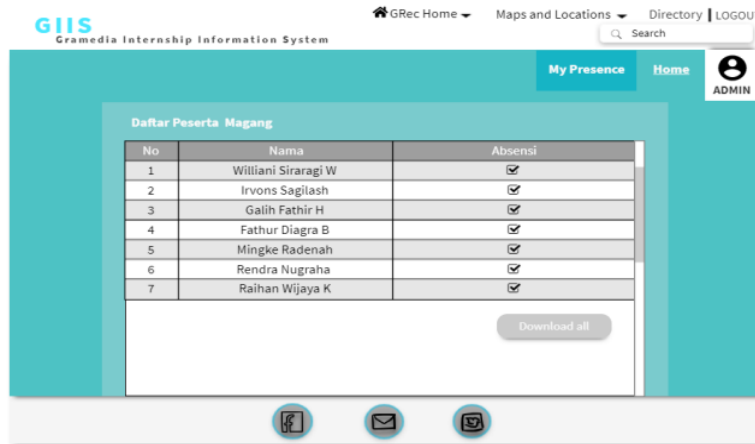 GIIS
Gramedia Internship Information System
GRec Home Maps and Locations Directory LOGOU
Search
My Presence Home
ADMIN
Daftar Peserta Magang
No Nama Absensi
1 Williani Siraragi W
2 Irvons Sagilash
3 Galih Fathir H
4 Fathur Diagra B
5 Mingke Radenah
6 Rendra Nugraha
7 Raihan Wijaya K
Download all